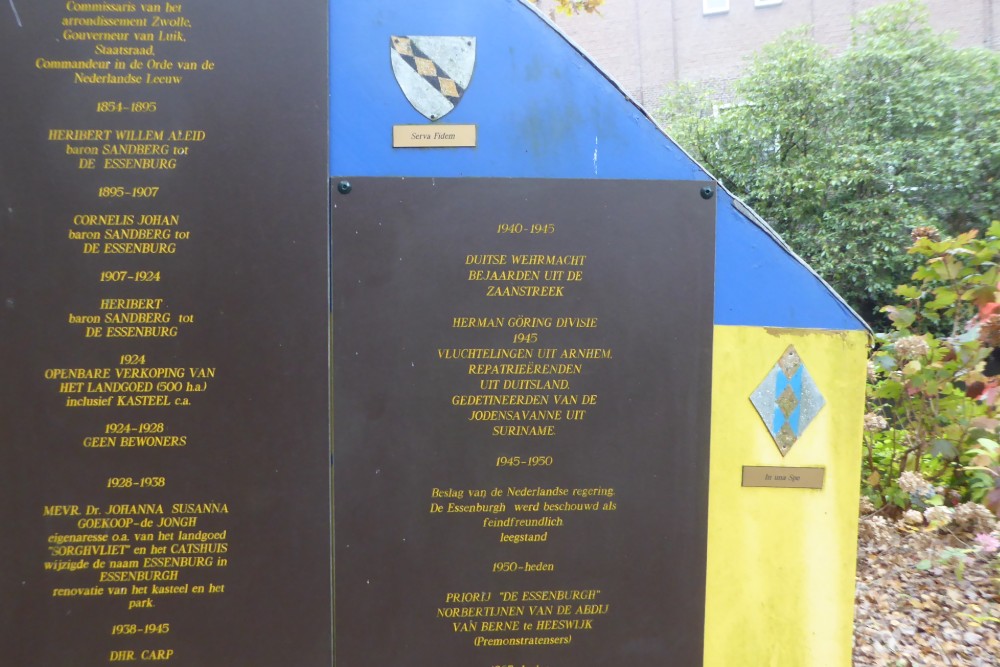 Commissaris van het
arrondissement Zwolle,
Gouverneur van Luik,
Staatsraad,
Commandeur in de Orde van de
Nederlandse Leeuw
1854-1895
HERIBERT WILLEM ALEID
baron SANDBERG tot
DE ESSENBURG
1895-1907
CORNELIS JOHAN
baron SANDBERG tot
DE ESSENBURG
1907-1924
HERIBERT
baron SANDBERG tot
DE ESSENBURG
1924
OPENBARE VERKOPING VAN
HET LANDGOED (500 h.a.)
inclusief KASTEEL c.a.
1924-1928
GEEN BEWONERS
1928-1938
MEVR. Dr. JOHANNA SUSANNA
GOEKOOP-de JONGH
eigenaresse o.a. van het landgoed
"SORGHVLIET" en het CATSHUIS
wijzigde de naam ESSENBURG in
ESSENBURGH
renovatie van het kasteel en het
park.
1938-1945
DHR. CARP
Serva Fidem
1940-1945
DUITSE WEHRMACHT
BEJAARDEN UIT DE
ZAANSTREEK
HERMAN GÖRING DIVISIE
1945
VLUCHTELINGEN UIT ARNHEM,
REPATRIEËRENDEN
UIT DUITSLAND,
GEDETINEERDEN VAN DE
JODENSAVANNE UIT
SURINAME.
1945-1950
Beslag van de Nederlandse regering.
De Essenburgh werd beschouwd als
feindfreundlich
leegstand
1950-heden
PRIORIJ "DE ESSENBURGH"
NORBERTIJNEN VAN DE ABDIJ
VAN BERNE te HEESWIJK
(Premonstratensers)
In una Spe